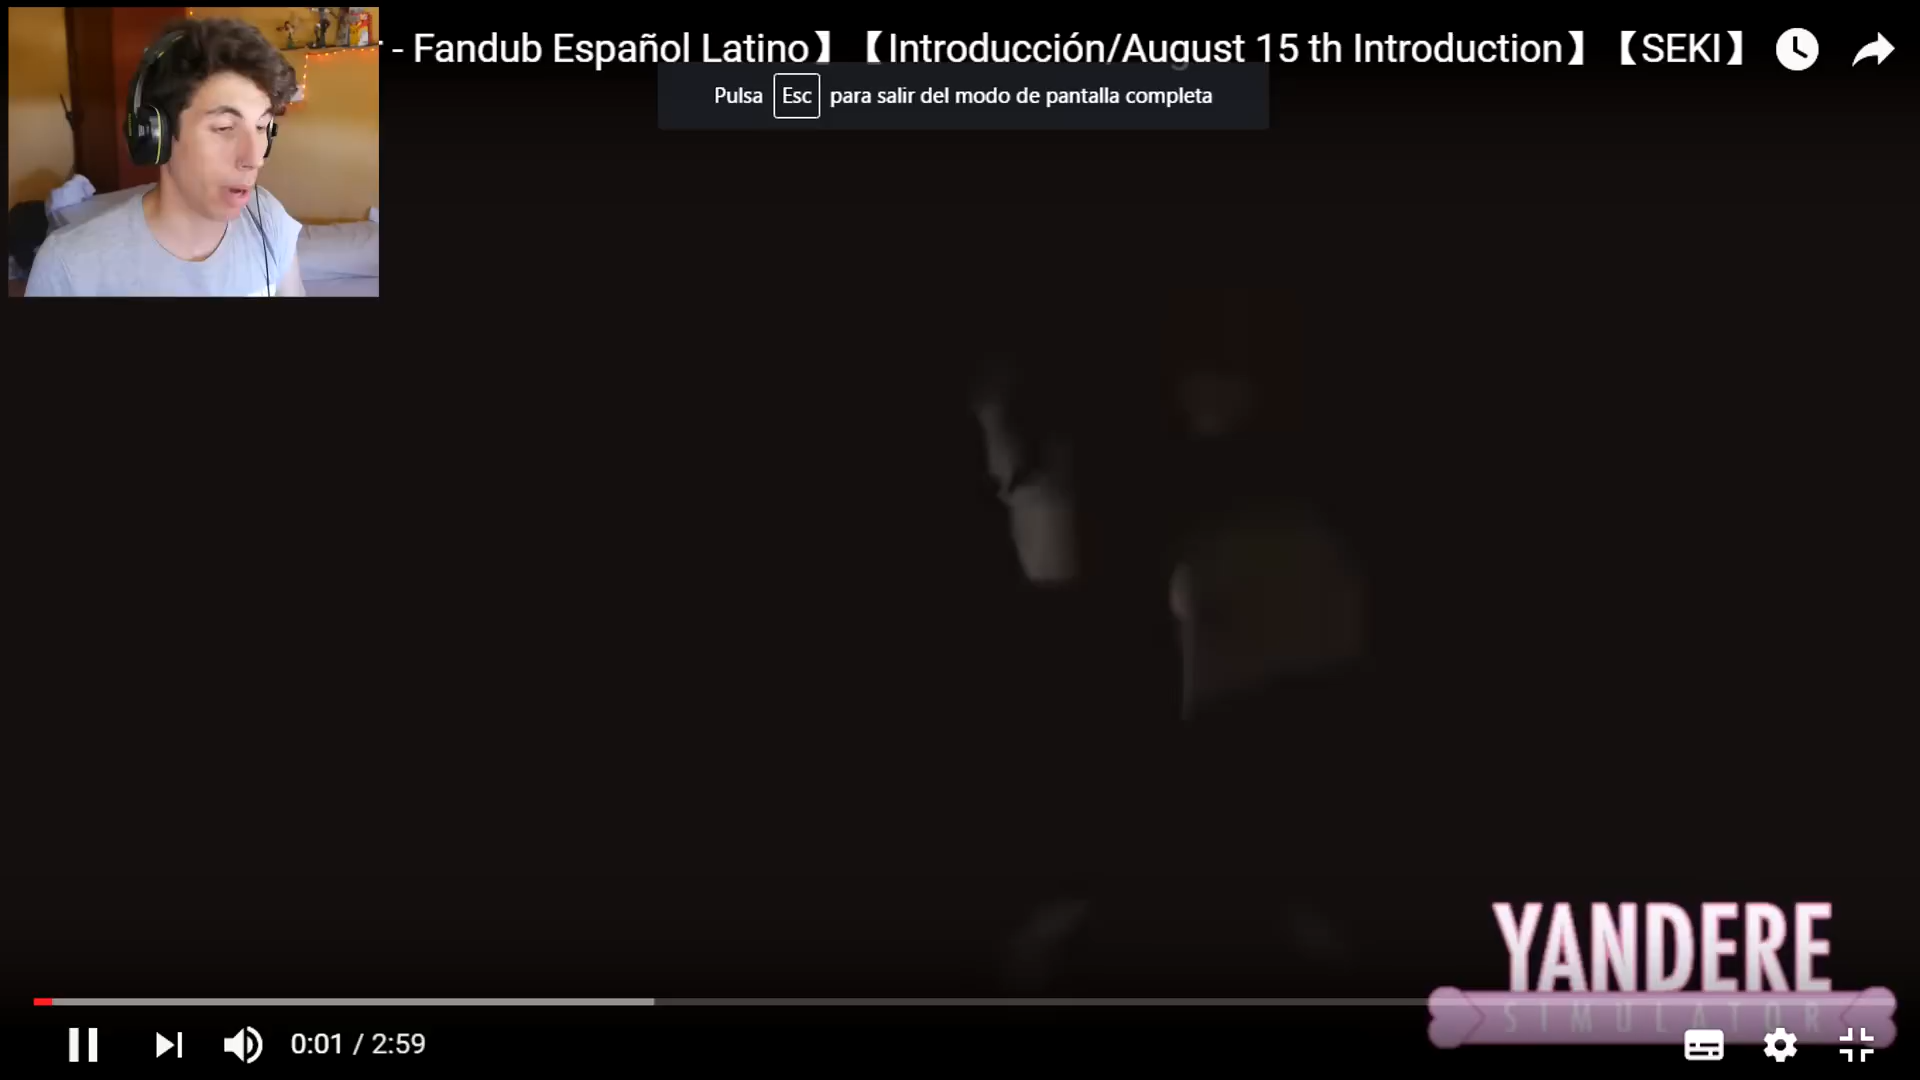 - Fandub Español Latino】【Introducción/August 15 th Introduction】【SEKI】
Pulsa Esc para salir del modo de pantalla completa
YANDERE
SIMULATOR
0:01 / 2:59